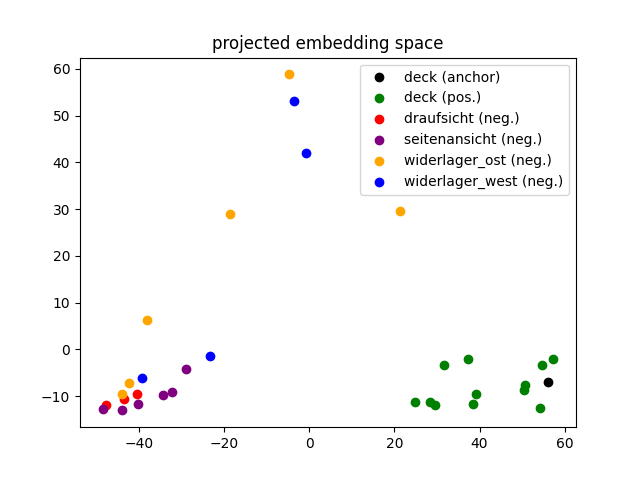 projected embedding space
60
50
40
30
20
10
0
−10
−40
−20
0
20
40
60
deck (anchor)
deck (pos.)
draufsicht (neg.)
seitenansicht (neg.)
widerlager_ost (neg.)
widerlager_west (neg.)